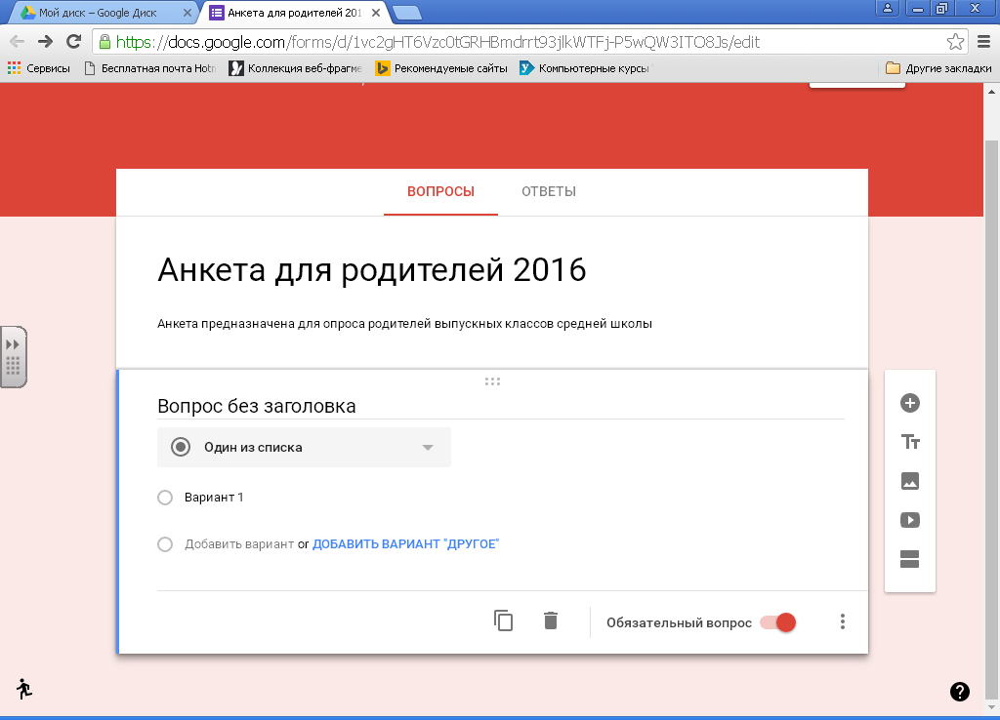 Мой диск – Google Диск
Анкета для родителей 201
https://docs.google.com/forms/d/1vc2gHT6Vzc0tGRHBmdrrt93jlkWTFj-P5wQW3ITO8Js/edit
Сервисы
Бесплатная почта Hotm
Коллекция веб-фрагме
Рекомендуемые сайты
Компьютерные курсы
Другие закладки
ВОПРОСЫ
ОТВЕТЫ
Анкета для родителей 2016
Анкета предназначена для опроса родителей выпускных классов средней школы
Вопрос без заголовка
Один из списка
Вариант 1
Добавить вариант or ДОБАВИТЬ ВАРИАНТ "ДРУГОЕ"
Обязательный вопрос